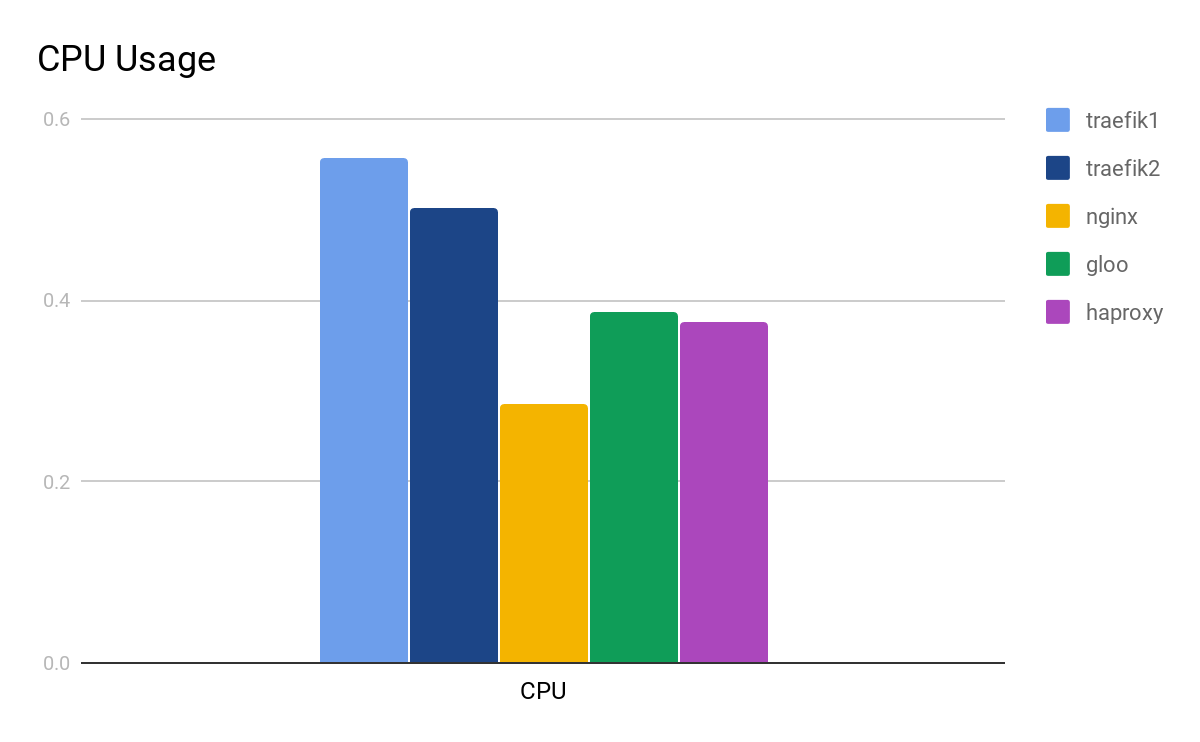 CPU Usage
0.6
0.4
0.2
0.0
CPU
traefik1
traefik2
nginx
gloo
haproxy